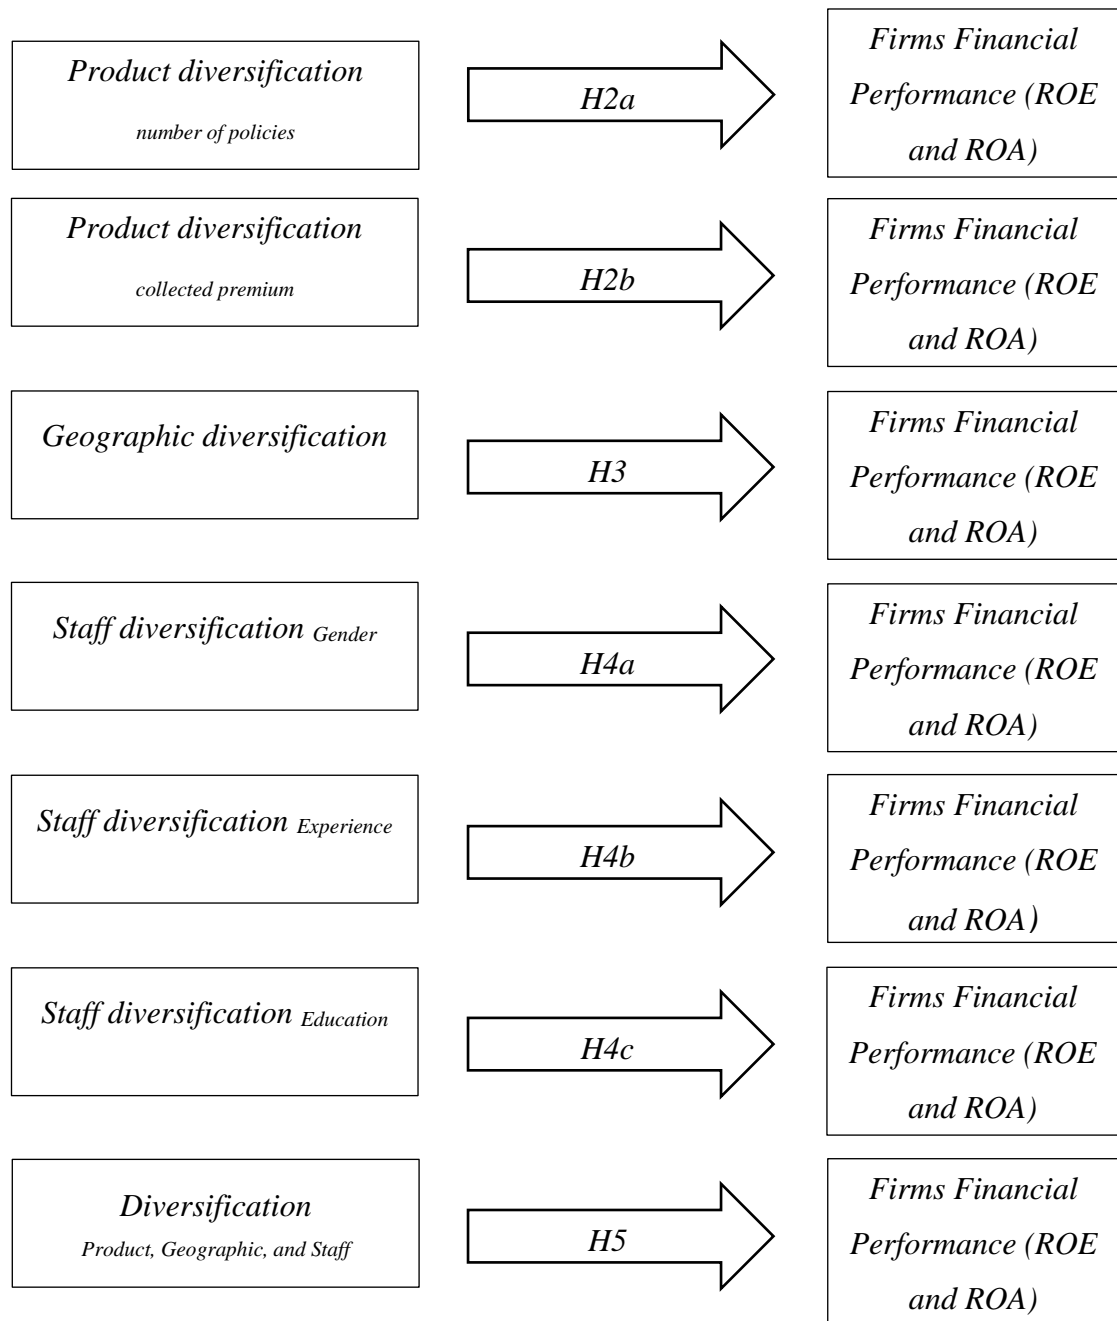 Product diversification
number of policies
H2a
Firms Financial
Performance (ROE
and ROA)
Product diversification
collected premium
H2b
Firms Financial
Performance (ROE
and ROA)
Geographic diversification
H3
Firms Financial
Performance (ROE
and ROA)
Staff diversification Gender
H4a
Firms Financial
Performance (ROE
and ROA)
Staff diversification Experience
H4b
Firms Financial
Performance (ROE
and ROA)
Staff diversification Education
H4c
Firms Financial
Performance (ROE
and ROA)
Diversification
Product, Geographic, and Staff
H5
Firms Financial
Performance (ROE
and ROA)